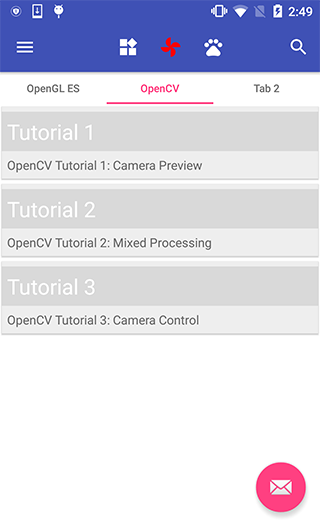 2:49
OpenGL ES
OpenCV
Tab 2
Tutorial 1
OpenCV Tutorial 1: Camera Preview
Tutorial 2
OpenCV Tutorial 2: Mixed Processing
Tutorial 3
OpenCV Tutorial 3: Camera Control